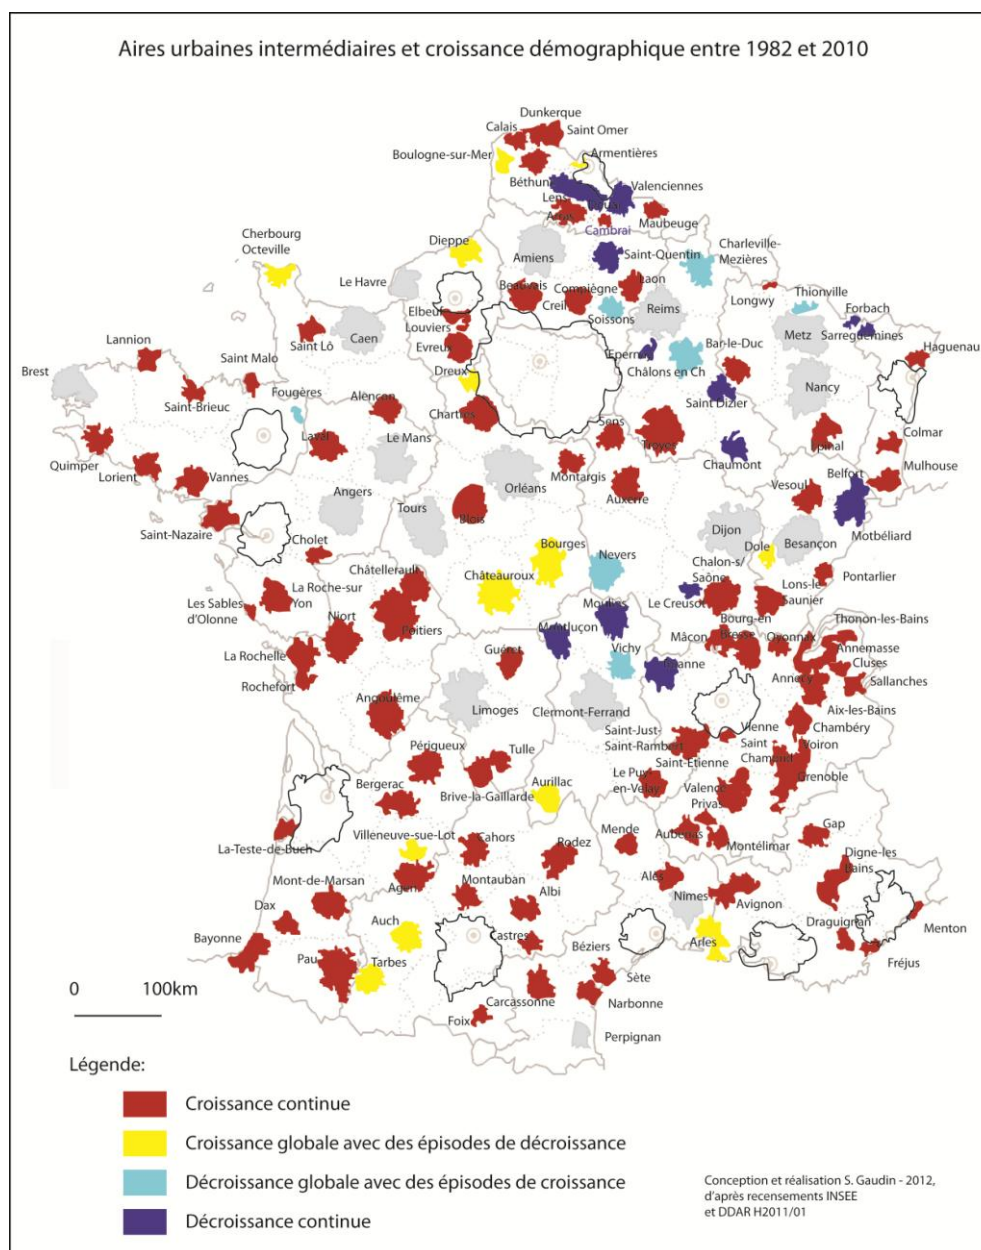 Aires urbaines intermédiaires et croissance démographique entre 1982 et 2010
Dunkerque
Calais
Saint Omer
Boulogne-sur-Mer
Armentières
Béthune
Valenciennes
Lens
Douai
Arras
Maubeuge
Cambrai
Cherbourg
Octeville
Dieppe
Amiens
Saint-Quentin
Charleville-
Mezières
Le Havre
Beauvais
Compiègne
Laon
Longwy
Thionville
Forbach
Elbeuf
Creil
Soissons
Reims
Louviers
Metz
Sarreguemines
Lannion
Saint Lô
Caen
Evreux
Epernay
Bar-le-Duc
Haguenau
Saint Malo
Dreux
Châlons en Ch
Nancy
Brest
Fougères
Alençon
Saint Dizier
Saint-Brieuc
Chartres
Laval
Le Mans
Sens
Troyes
Epinal
Colmar
Quimper
Chaumont
Lorient
Vannes
Montargis
Belfort
Mulhouse
Angers
Orléans
Auxerre
Vesoul
Saint-Nazaire
Tours
Blois
Dijon
Motbéliard
Cholet
Bourges
Nevers
Dole
Besançon
Châtellerault
Châteauroux
Chalon-s/
Saône
Pontarlier
La Roche-sur
Yon
Le Creusot
Lons-le
Saunier
Les Sables
d'Olonne
Niort
Poitiers
Moulins
Bourg-en
Bresse
Thonon-les-Bains
Montluçon
Mâcon
Oyonnax
Annemasse
La Rochelle
Guéret
Vichy
Roanne
Cluses
Rochefort
Annecy
Sallanches
Angoulême
Limoges
Clermont-Ferrand
Aix-les-Bains
Saint-Just-
Saint-Rambert
Vienne
Chambéry
Saint
Chamond
Voiron
Périgueux
Tulle
Saint-Etienne
Grenoble
Bergerac
Brive-la-Gaillarde
Aurillac
Le Puy-
en-Velay
Valence
Privas
Villeneuve-sue-Lot
Cahors
Mende
Aubenas
Gap
La-Teste-de-Buch
Rodez
Montélimar
Digne-les
Bains
Mont-de-Marsan
Agen
Montauban
Alès
Dax
Albi
Nîmes
Avignon
Auch
Draguignan
Menton
Bayonne
Castres
Béziers
Arles
Pau
Tarbes
Fréjus
Sète
0 100km
Carcassonne
Narbonne
Foix
Perpignan
Légende:
Croissance continue
Croissance globale avec des épisodes de décroissance
Décroissance globale avec des épisodes de croissance
Décroissance continue
Conception et réalisation S. Gaudin - 2012,
d'après recensements INSEE
et DDAR H2011/01